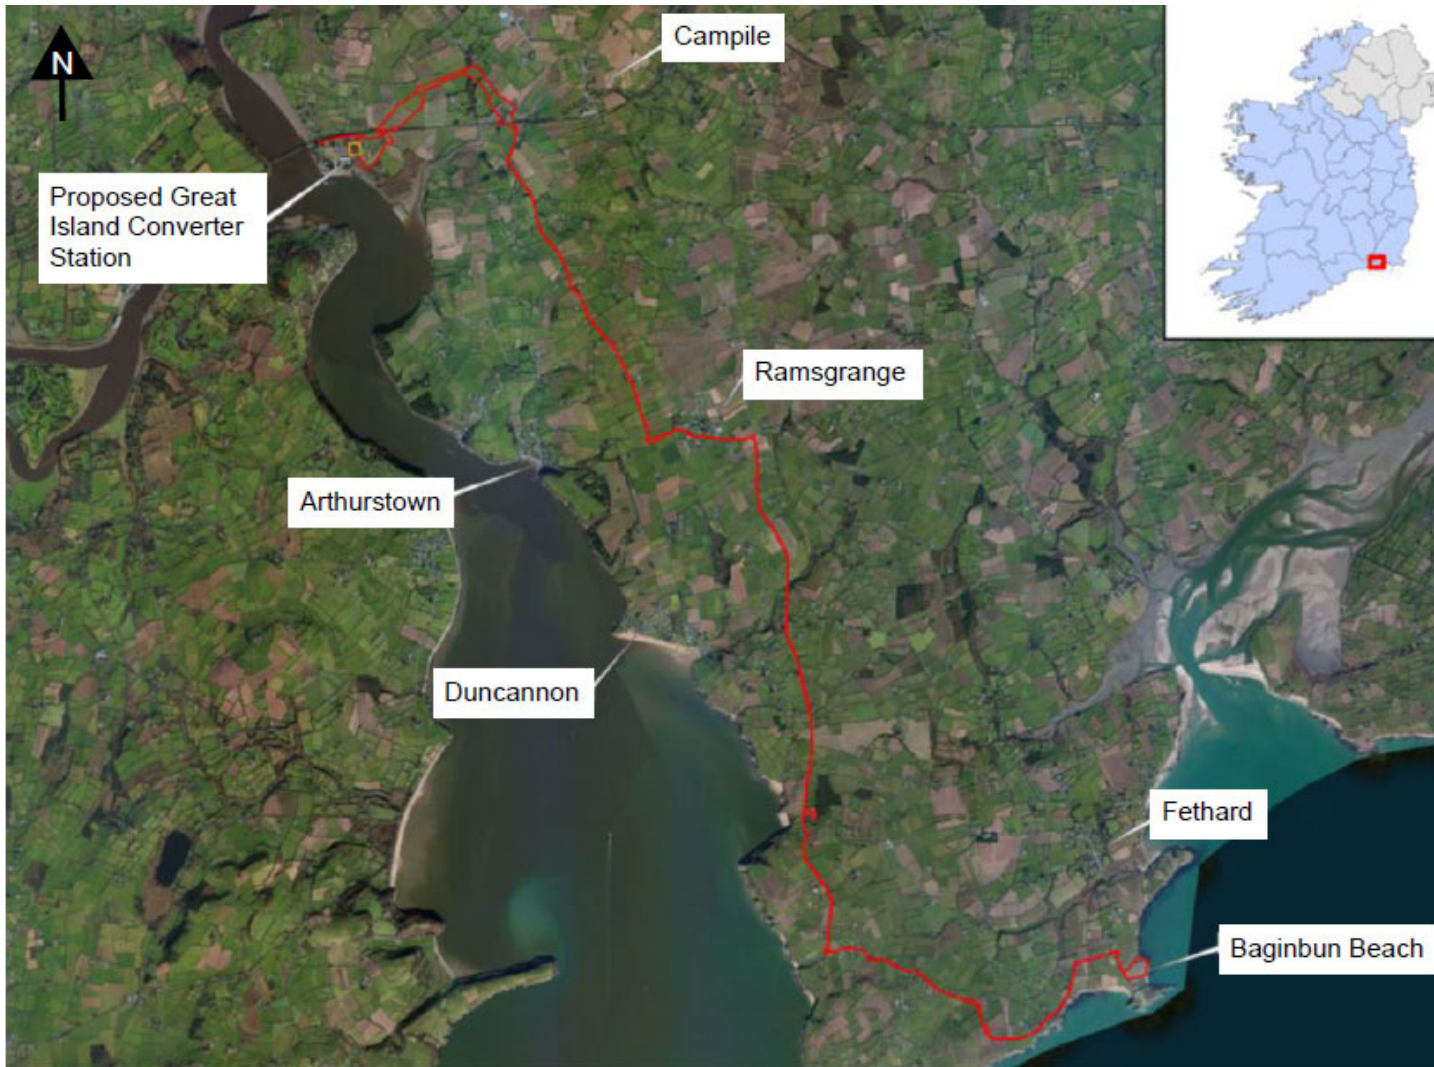 N
Campile
Proposed Great
Island Converter
Station
Ramsgrange
Arthurstown
Duncannon
Fethard
Baginbun Beach